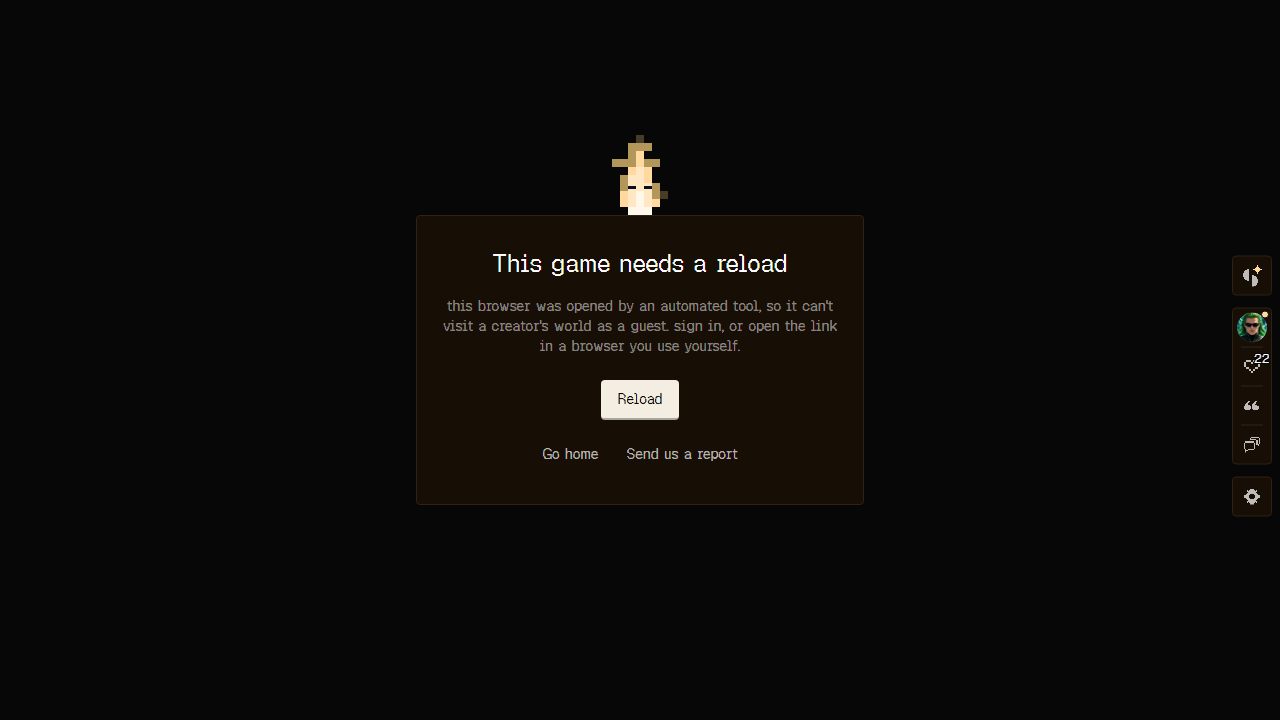 This game needs a reload
this browser was opened by an automated tool, so it can't
visit a creator's world as a guest. sign in, or open the link
in a browser you use yourself.
Reload
Go home
Send us a report
22